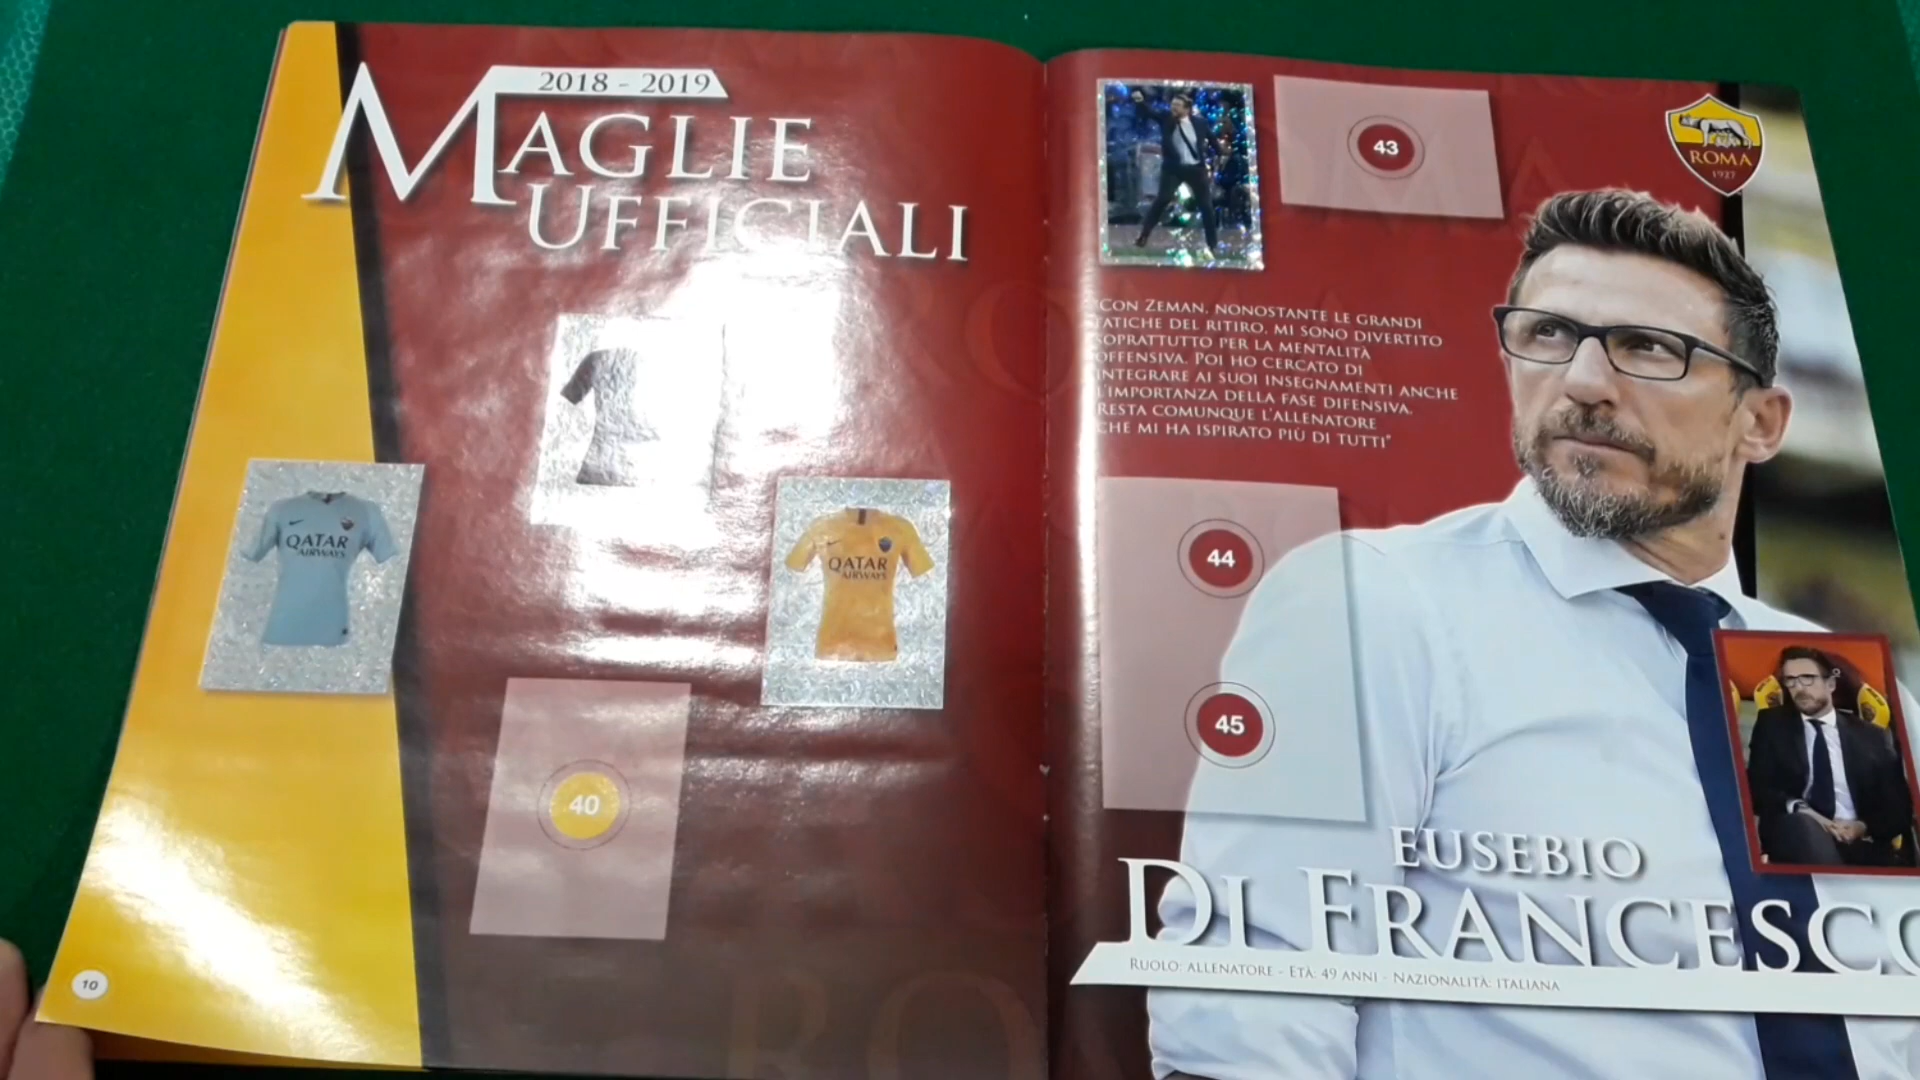 2018 - 2019
MAGLIE
UFFICIALI
QATAR
AIRWAYS
QATAR
AIRWAYS
40
10
43
ROMA
1927
CON ZEMAN, NONOSTANTE LE GRANDI
DEL RITIRO, MI SONO DIVERTITO
SOPRATTUTTO PER LA MENTALITÀ
OFFENSIVA. POI HO CERCATO DI
INTEGRARE AI SUOI INSEGNAMENTI ANCHE
L'IMPORTANZA DELLA FASE DIFENSIVA.
RESTA COMUNQUE L'ALLENATORE
CHE MI HA ISPIRATO PIÙ DI TUTTI"
44
45
EUSEBIO
DI FRANCESCO
RUOLO: ALLENATORE - ETÀ: 49 ANNI - NAZIONALITÀ: ITALIANA